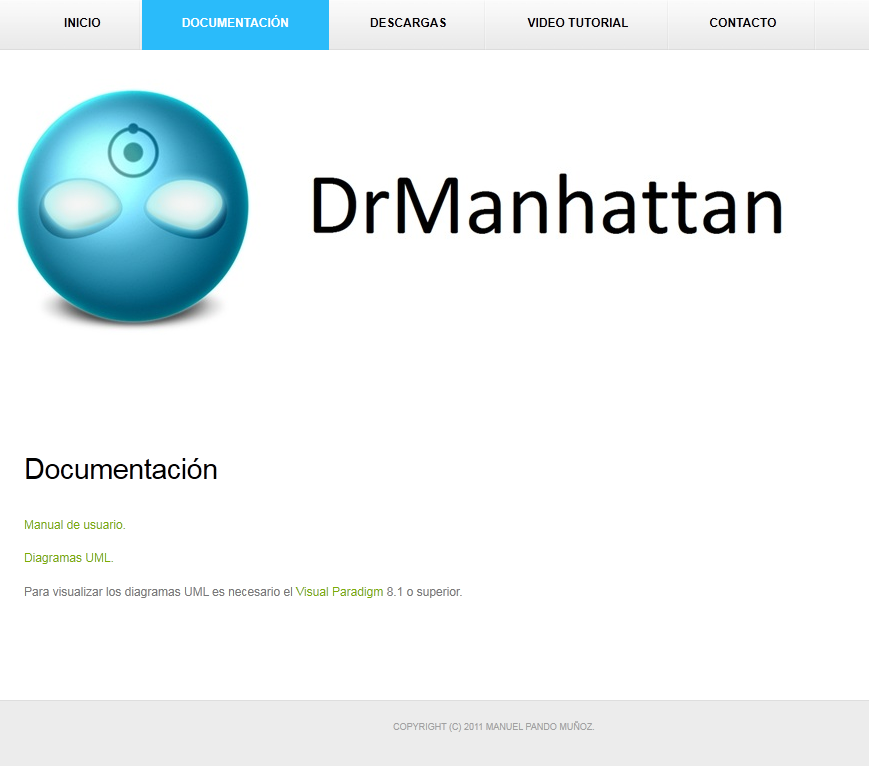 INICIO DOCUMENTACIÓN DESCARGAS VIDEO TUTORIAL CONTACTO
DrManhattan
Documentación
Manual de usuario.
Diagramas UML.
Para visualizar los diagramas UML es necesario el Visual Paradigm 8.1 o superior.
COPYRIGHT (C) 2011 MANUEL PANDO MUÑOZ.